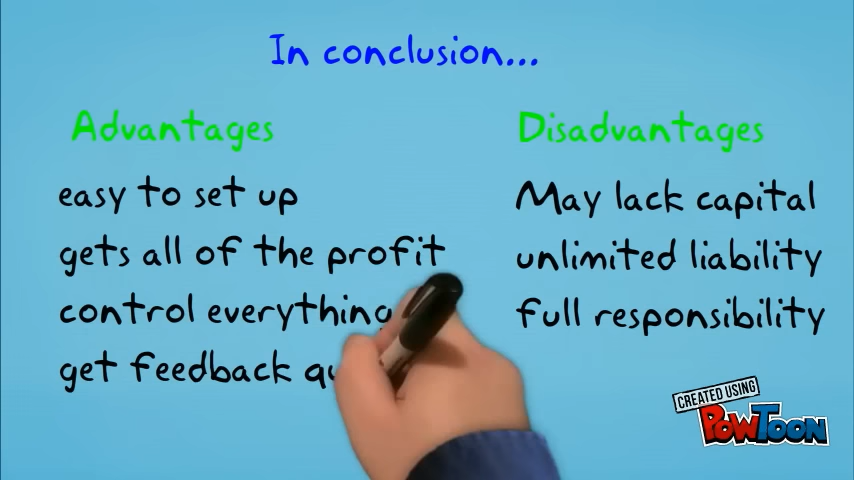 In conclusion...
Advantages
easy to set up
gets all of the profit
control everything
get feedback
Disadvantages
May lack capital
unlimited liability
full responsibility
CREATED USING
POWTOON